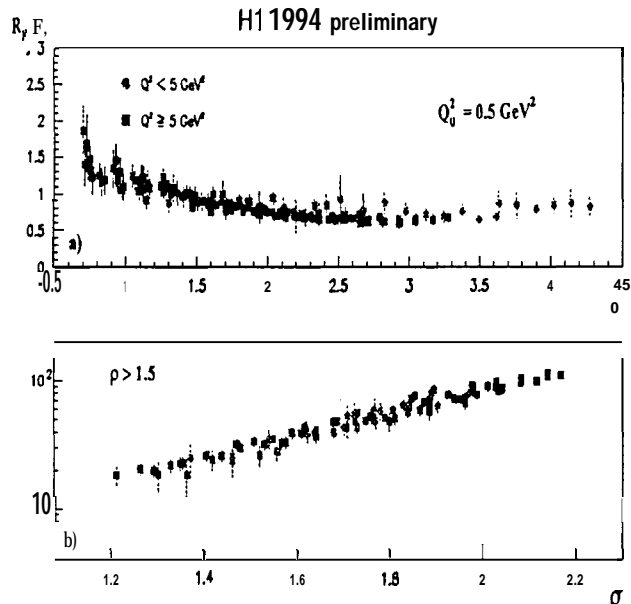 H1 1994 preliminary
R_F F,
3
2.5
2
1.5
1
0.5
0
Q² < 5 GeV²
Q² ≥ 5 GeV²
Q₀² = 0.5 GeV²
a)
-0.5 1 1.5 2 2.5 3 3.5 4 45
0
10²
10
ρ > 1.5
b)
1.2 1.4 1.6 1.8 2 2.2
σ